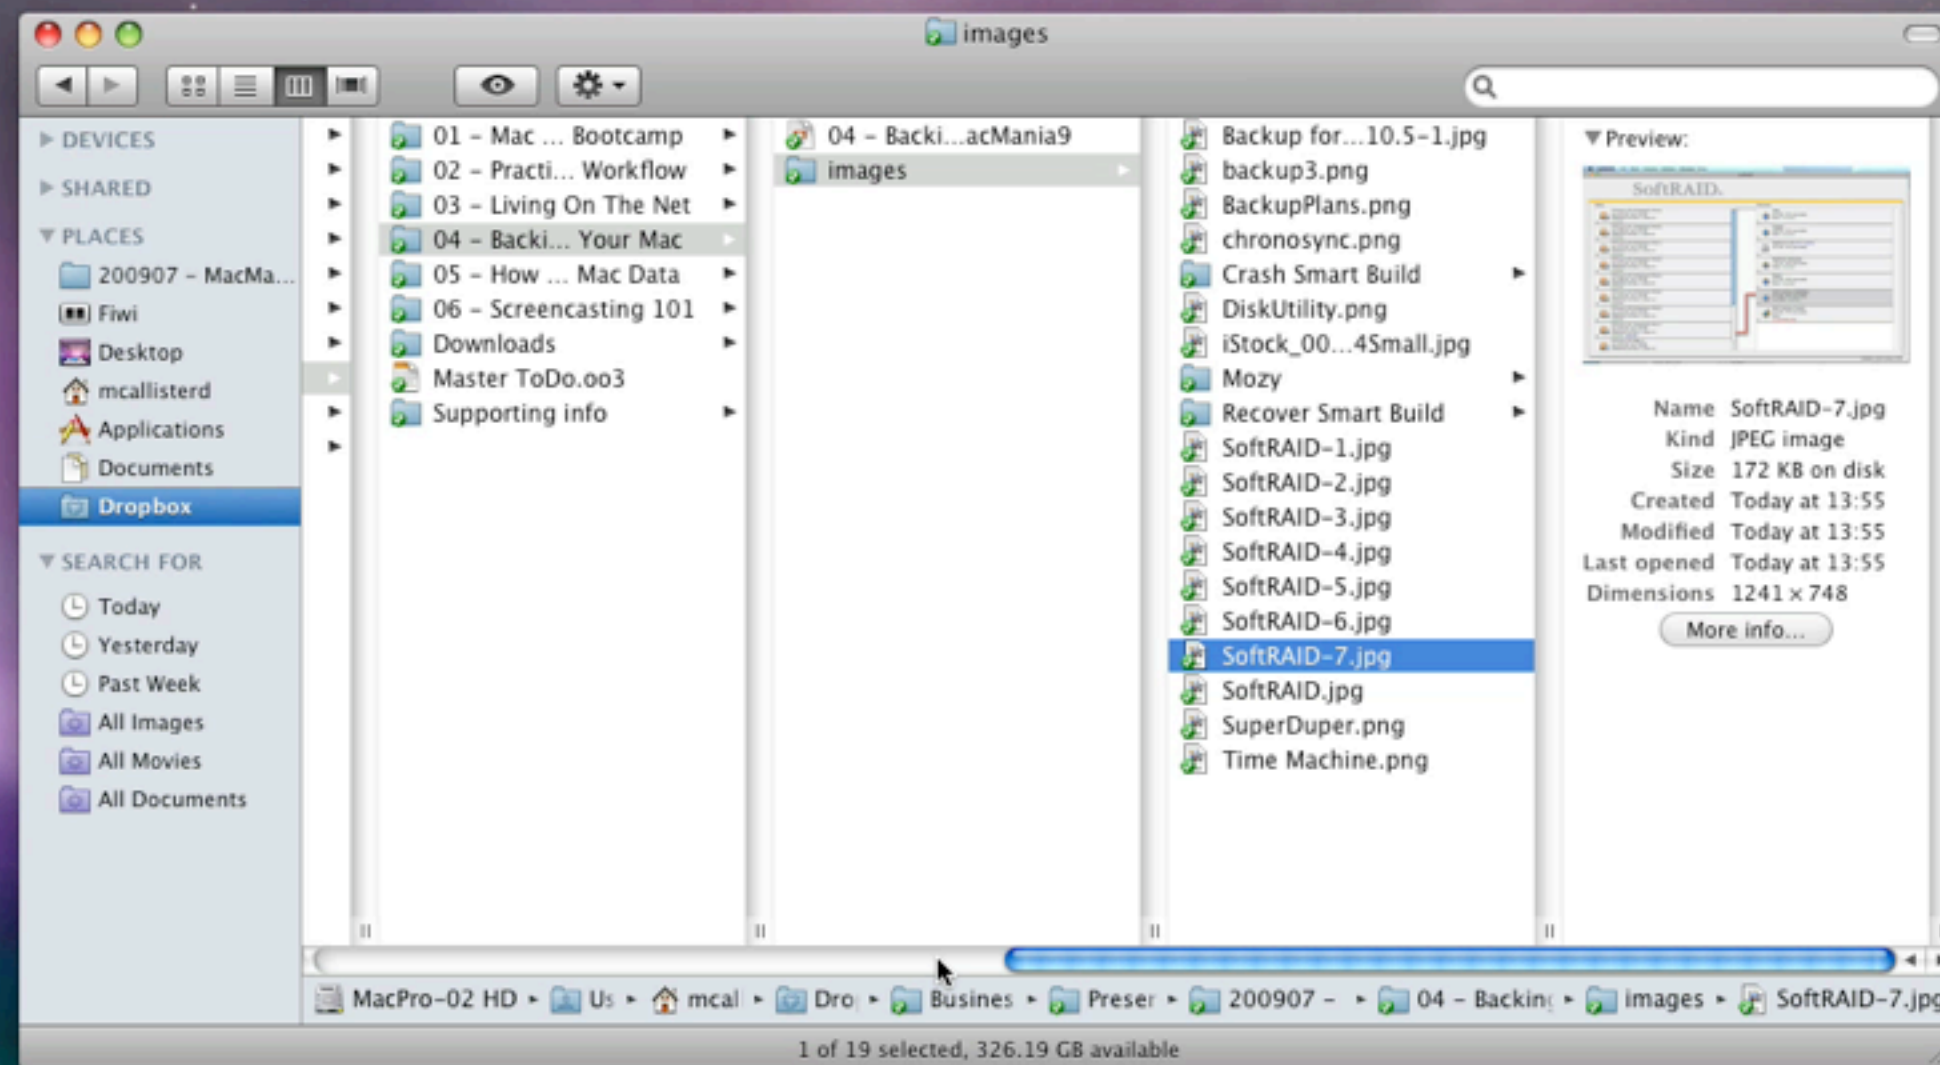 images
DEVICES
SHARED
PLACES
200907 - MacMa...
Fiwi
Desktop
mcallisterd
Applications
Documents
Dropbox
SEARCH FOR
Today
Yesterday
Past Week
All Images
All Movies
All Documents
01 - Mac ... Bootcamp
02 - Practi... Workflow
03 - Living On The Net
04 - Backi... Your Mac
05 - How ... Mac Data
06 - Screencasting 101
Downloads
Master ToDo.oo3
Supporting info
04 - Backi...acMania9
images
Backup for...10.5-1.jpg
backup3.png
BackupPlans.png
chronosync.png
Crash Smart Build
DiskUtility.png
iStock_00...4Small.jpg
Mozy
Recover Smart Build
SoftRAID-1.jpg
SoftRAID-2.jpg
SoftRAID-3.jpg
SoftRAID-4.jpg
SoftRAID-5.jpg
SoftRAID-6.jpg
SoftRAID-7.jpg
SoftRAID.jpg
SuperDuper.png
Time Machine.png
Preview:
SoftRAID.
Name SoftRAID-7.jpg
Kind JPEG image
Size 172 KB on disk
Created Today at 13:55
Modified Today at 13:55
Last opened Today at 13:55
Dimensions 1241 × 748
More info...
MacPro-02 HD Us mcal Dro Busines Preser 200907 - 04 - Backin images SoftRAID-7.jpg
1 of 19 selected, 326.19 GB available